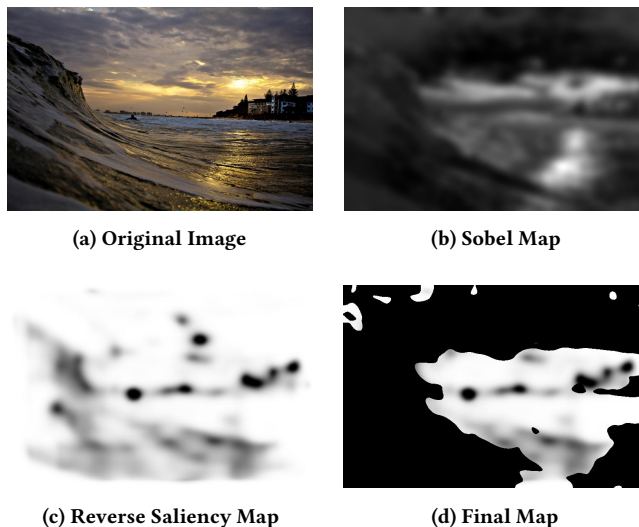 (a) Original Image
(b) Sobel Map
(c) Reverse Saliency Map
(d) Final Map